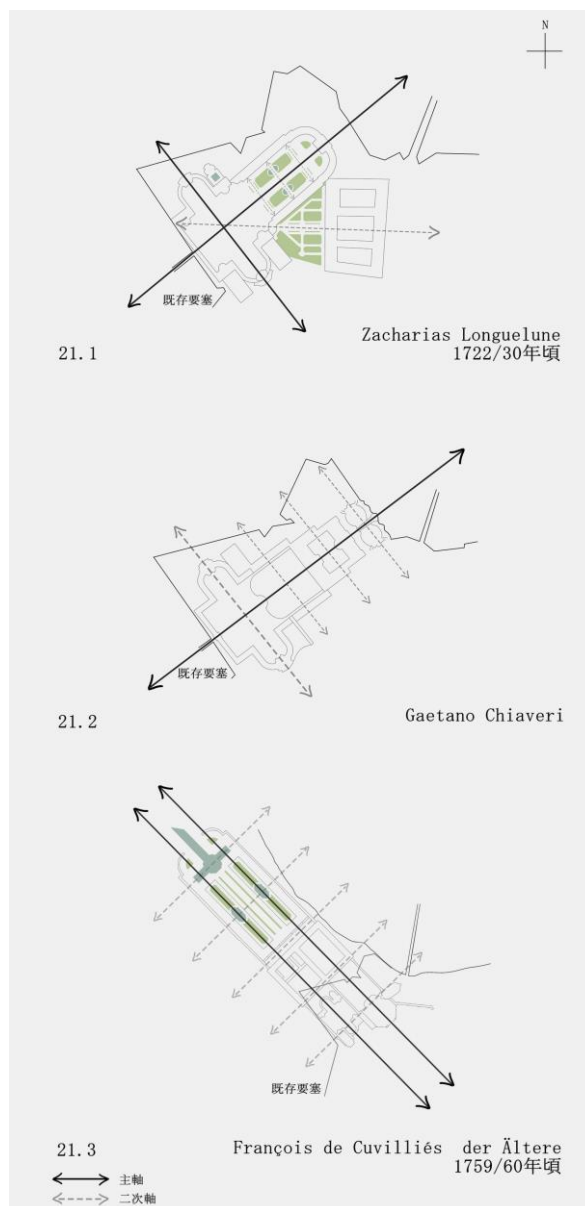 N
既存要塞
21.1
Zacharias Longuelune
1722/30年頃
既存要塞
21.2
Gaetano Chiaveri
既存要塞
21.3
François de Cuvilliés der Ältere
1759/60年頃
主軸
二次軸